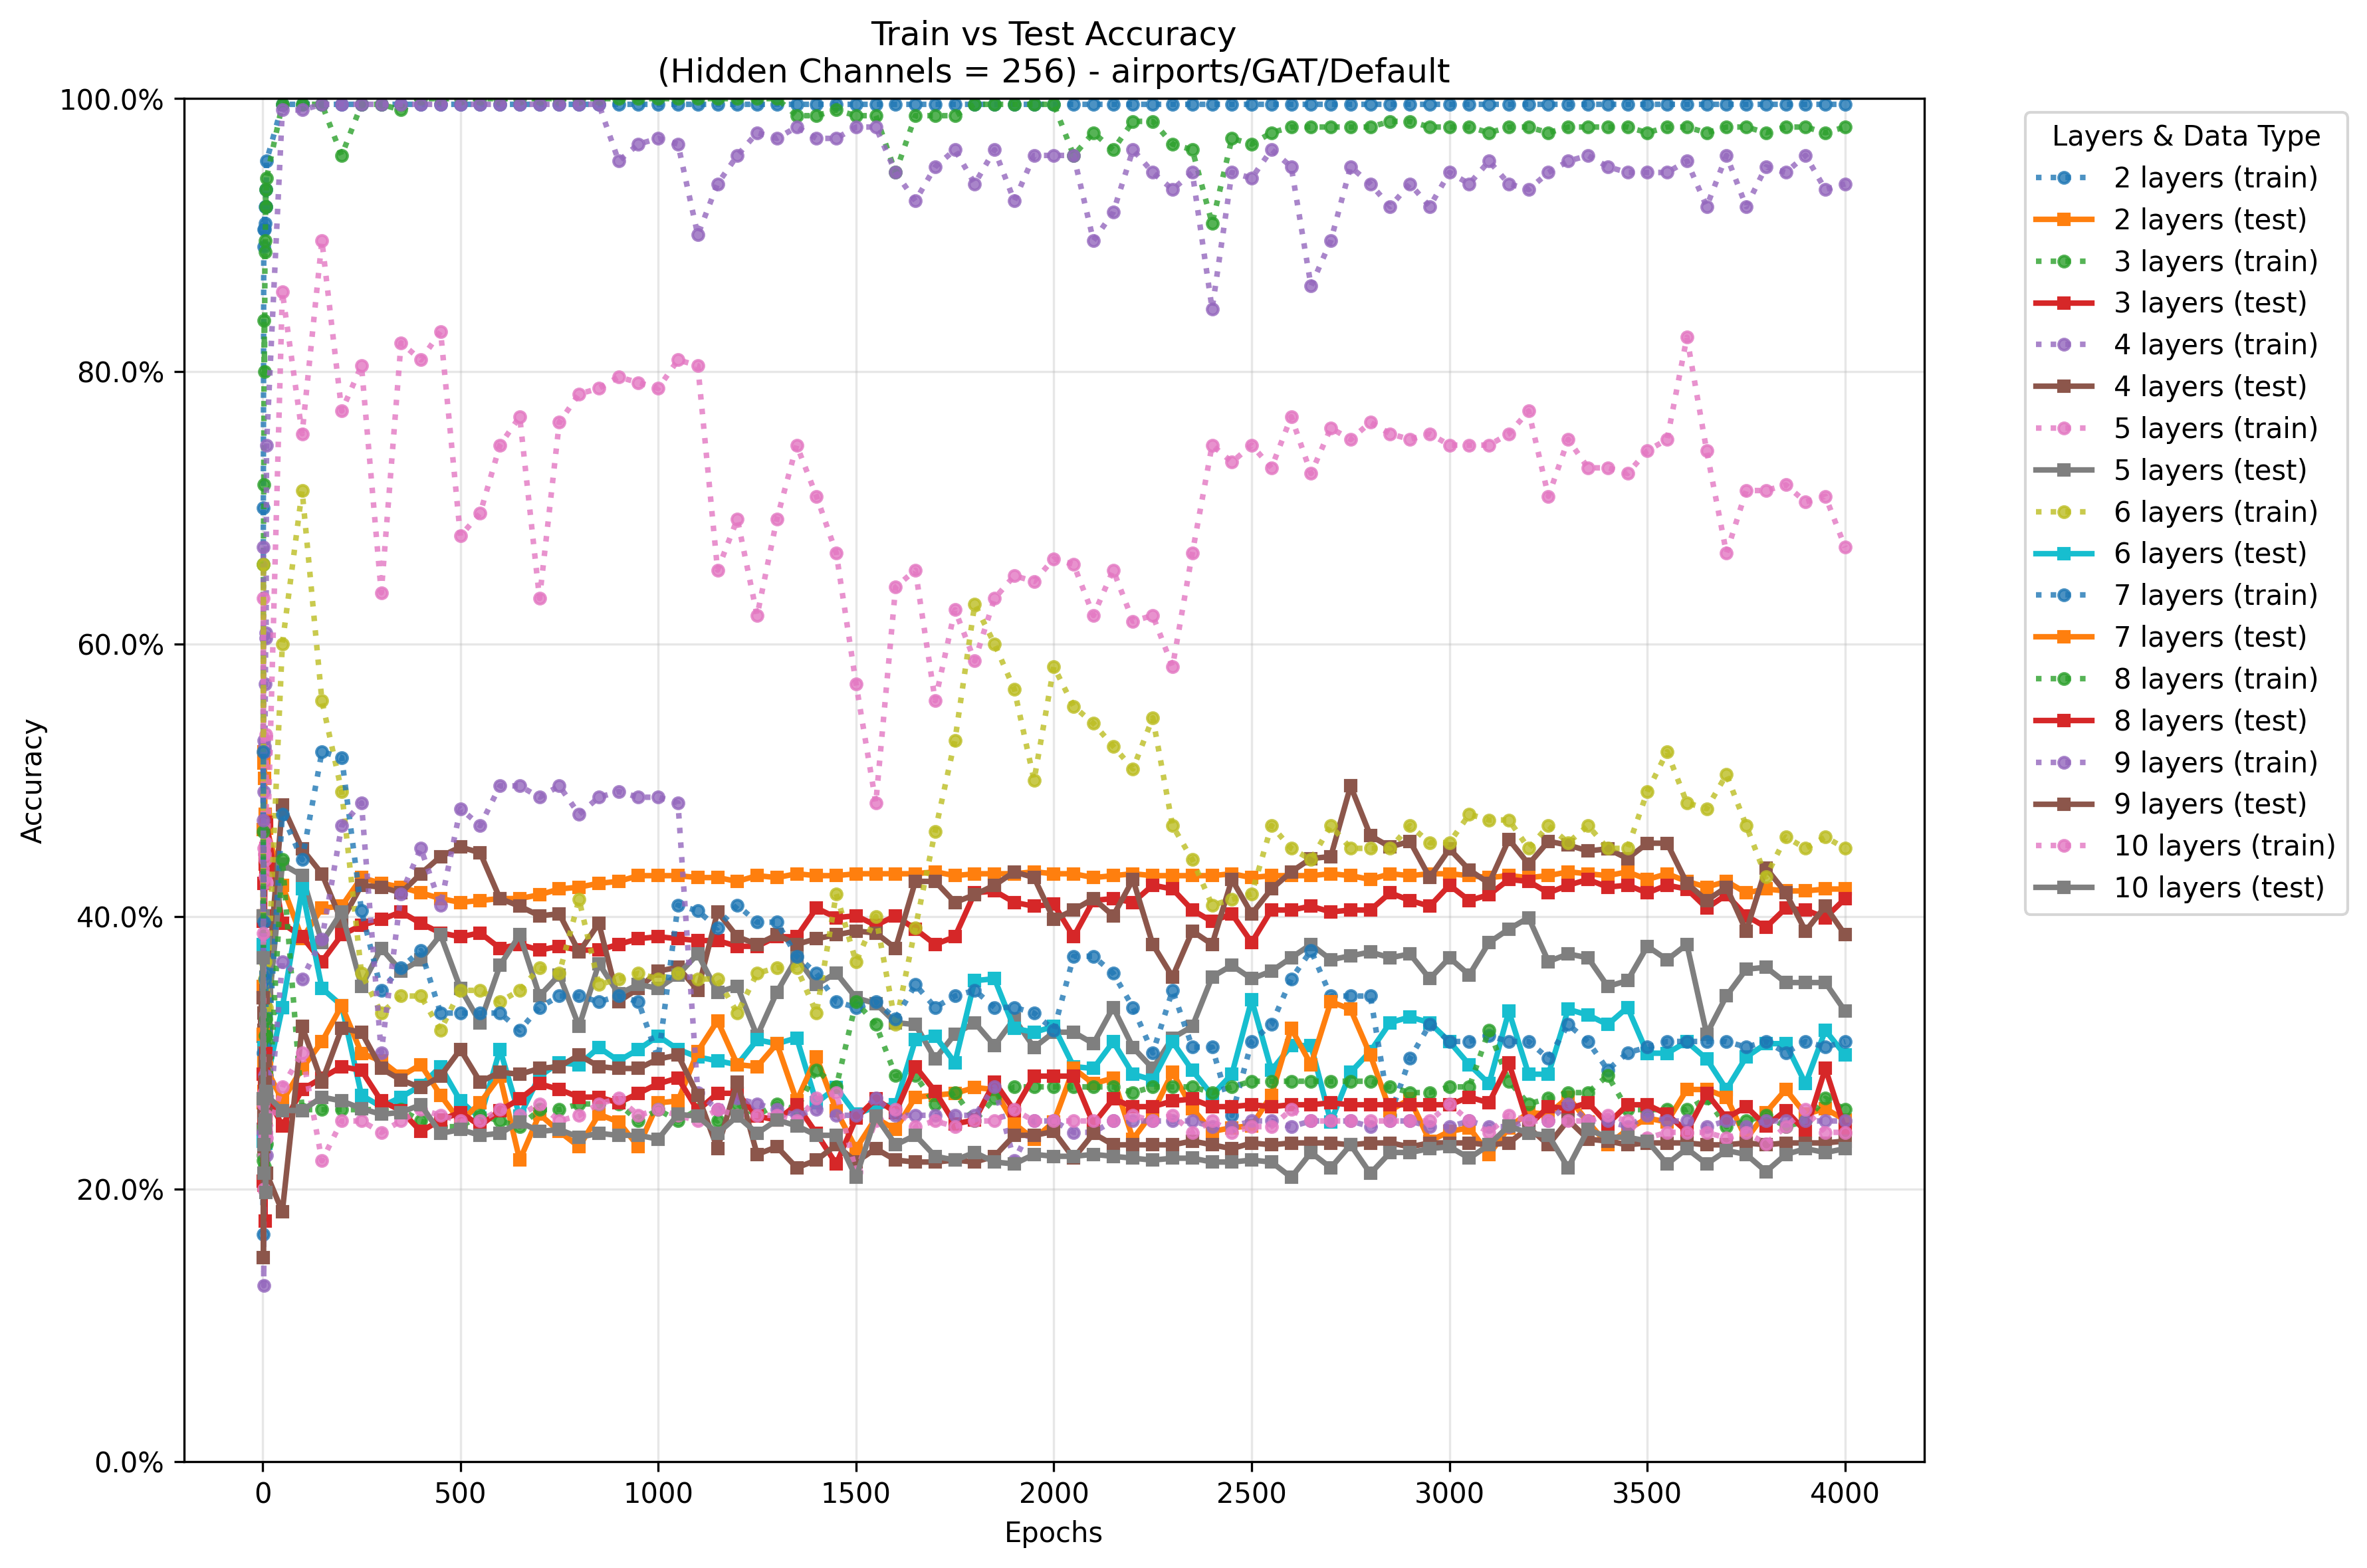 Train vs Test Accuracy
(Hidden Channels = 256) - airports/GAT/Default
100.0%
80.0%
60.0%
40.0%
20.0%
0.0%
Accuracy
0
500
1000
1500
2000
2500
3000
3500
4000
Epochs
Layers & Data Type
2 layers (train)
2 layers (test)
3 layers (train)
3 layers (test)
4 layers (train)
4 layers (test)
5 layers (train)
5 layers (test)
6 layers (train)
6 layers (test)
7 layers (train)
7 layers (test)
8 layers (train)
8 layers (test)
9 layers (train)
9 layers (test)
10 layers (train)
10 layers (test)